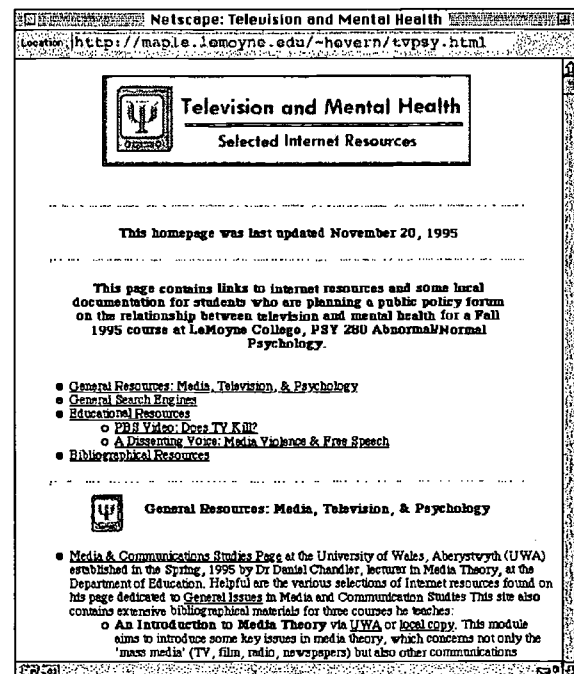 Netscape: Television and Mental Health
Location: http://maple.lemoyne.edu/~hevern/tvpsy.html
Television and Mental Health
Selected Internet Resources
This homepage was last updated November 20, 1995
This page contains links to internet resources and some local
documentation for students who are planning a public policy forum
on the relationship between television and mental health for a Fall
1995 course at LeMoyne College, PSY 280 Abnormal/Normal
Psychology.
General Resources: Media, Television, & Psychology
General Search Engines
Educational Resources
PBS Video: Does TV Kill?
A Dissenting Voice: Media Violence & Free Speech
Bibliographical Resources
General Resources: Media, Television, & Psychology
Media & Communications Studies Page at the University of Wales, Aberystwyth (UWA)
established in the Spring, 1995 by Dr Daniel Chandler, lecturer in Media Theory, at the
Department of Education. Helpful are the various selections of Internet resources found on
his page dedicated to General Issues in Media and Communication Studies This site also
contains extensive bibliographical materials for three courses he teaches:
An Introduction to Media Theory via UWA or local copy. This module
aims to introduce some key issues in media theory, which concerns not only the
'mass media' (TV, film, radio, newspapers) but also other communications